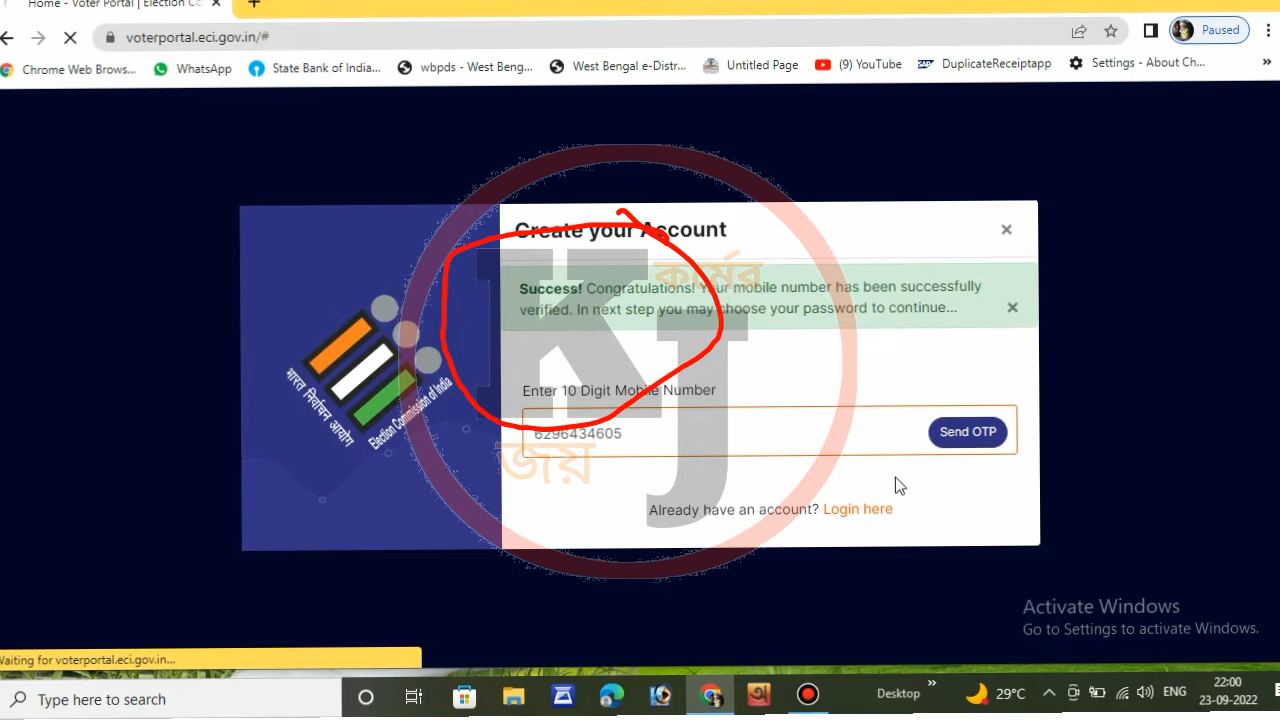 Home - Voter Portal | Election Co
voterportal.eci.gov.in/#
Paused
Chrome Web Brows...
WhatsApp
State Bank of India...
wbpds - West Beng...
West Bengal e-Distr...
Untitled Page
(9) YouTube
DuplicateReceiptapp
Settings - About Ch...
»
Create your Account
কর্মের
Success! Congratulations! Your mobile number has been successfully
verified. In next step you may choose your password to continue...
KJ
भारत निर्वाचन आयोग
Election Commission of India
Enter 10 Digit Mobile Number
6296434605
Send OTP
জয়
Already have an account? Login here
Activate Windows
Go to Settings to activate Windows.
Waiting for voterportal.eci.gov.in...
Type here to search
Desktop
»
29°C
ENG
22:00
23-09-2022